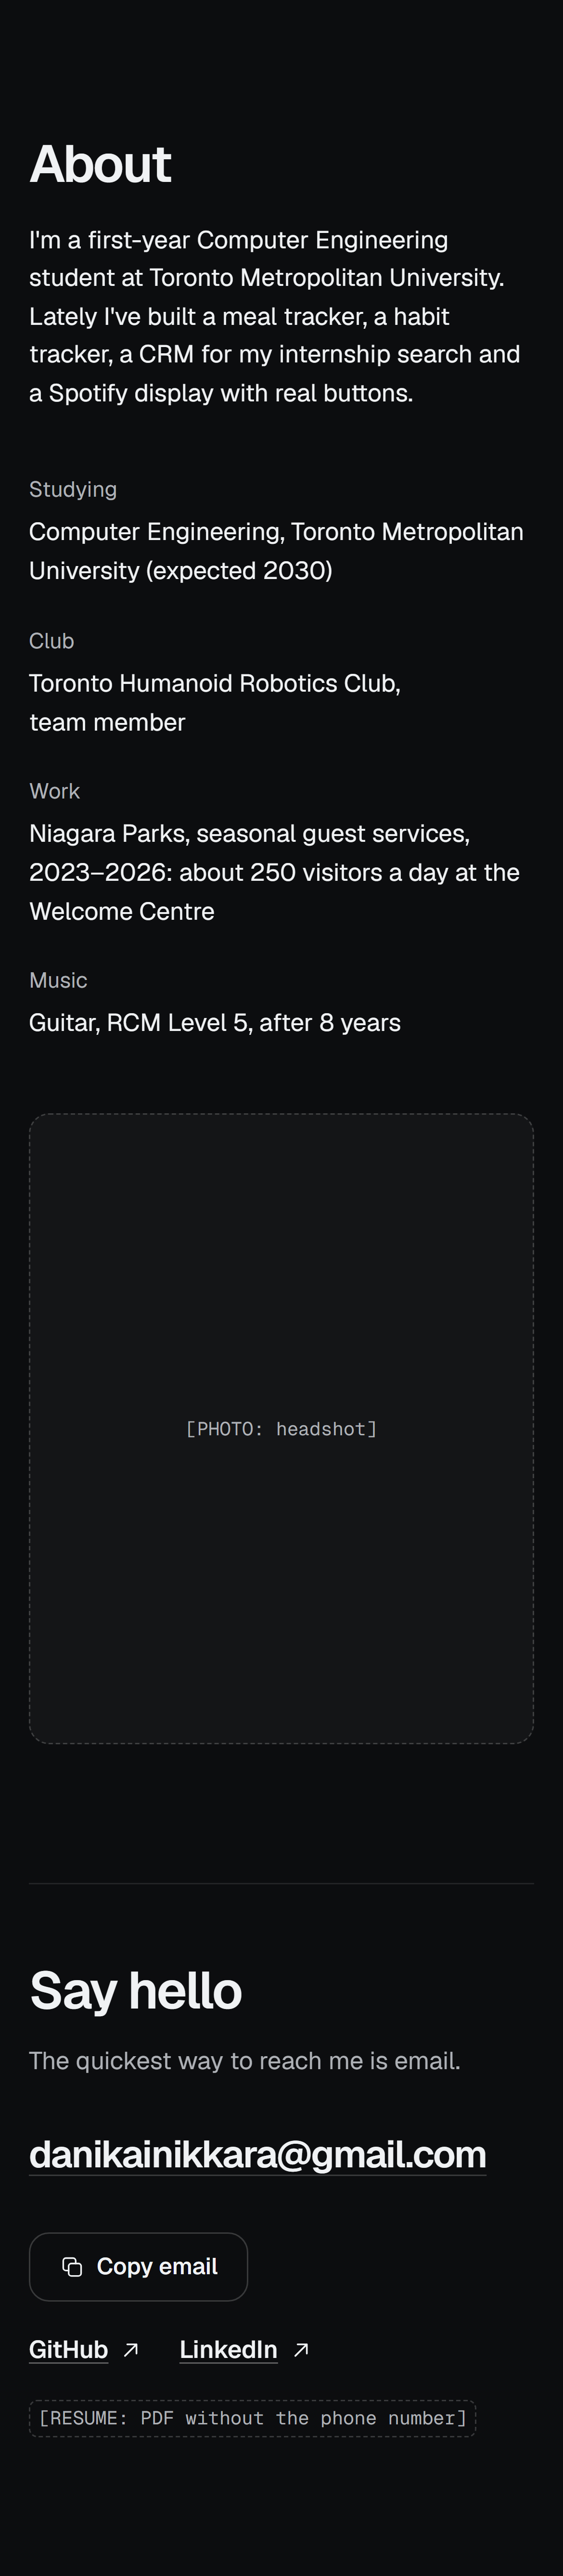 About
I'm a first-year Computer Engineering
student at Toronto Metropolitan University.
Lately I've built a meal tracker, a habit
tracker, a CRM for my internship search and
a Spotify display with real buttons.
Studying
Computer Engineering, Toronto Metropolitan
University (expected 2030)
Club
Toronto Humanoid Robotics Club,
team member
Work
Niagara Parks, seasonal guest services,
2023–2026: about 250 visitors a day at the
Welcome Centre
Music
Guitar, RCM Level 5, after 8 years
[PHOTO: headshot]
Say hello
The quickest way to reach me is email.
danikainikkara@gmail.com
Copy email
GitHub LinkedIn
[RESUME: PDF without the phone number]